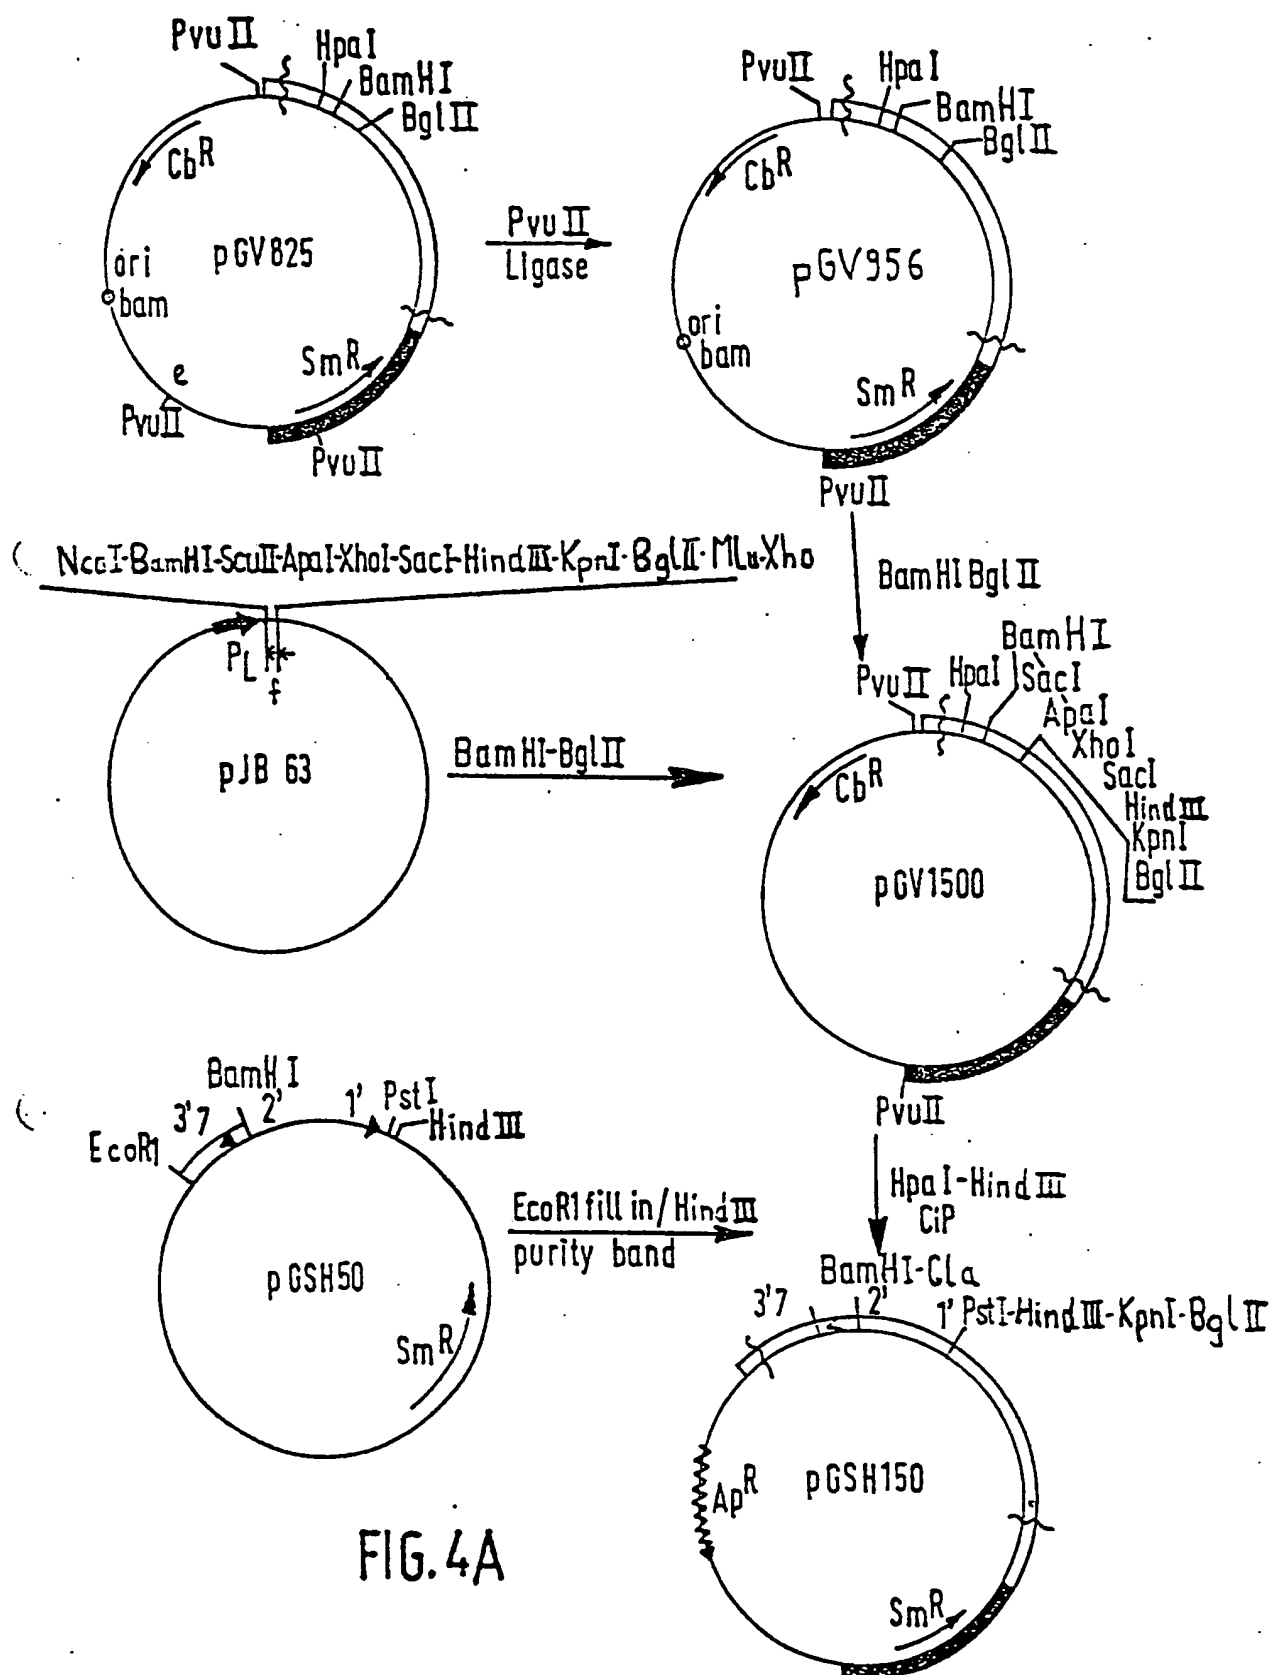 PvuII
HpaI
BamHI
BglII
CbR
pGV825
ori
bam
SmR
e
PvuII
PvuII
PvuII
Ligase
PvuII
HpaI
BamHI
BglII
CbR
pGV956
ori
bam
SmR
PvuII
NcoI-BamHI-ScuII-ApaI-XhoI-SacI-HindIII-KpnI-BglII-Mlu-Xho
PL
f
pJB 63
BamHI-BglII
BamHI BglII
PvuII
HpaI
BamHI
SacI
ApaI
XhoI
SacI
HindIII
KpnI
BglII
CbR
pGV1500
PvuII
EcoR1
3'7
BamHI
2'
1'
PstI
HindIII
pGSH50
SmR
EcoR1 fill in/HindIII
purity band
HpaI-HindIII
CiP
BamHI-Cla
3'7
2'
1'
PstI-HindIII-KpnI-BglII
ApR
pGSH150
SmR
FIG. 4A